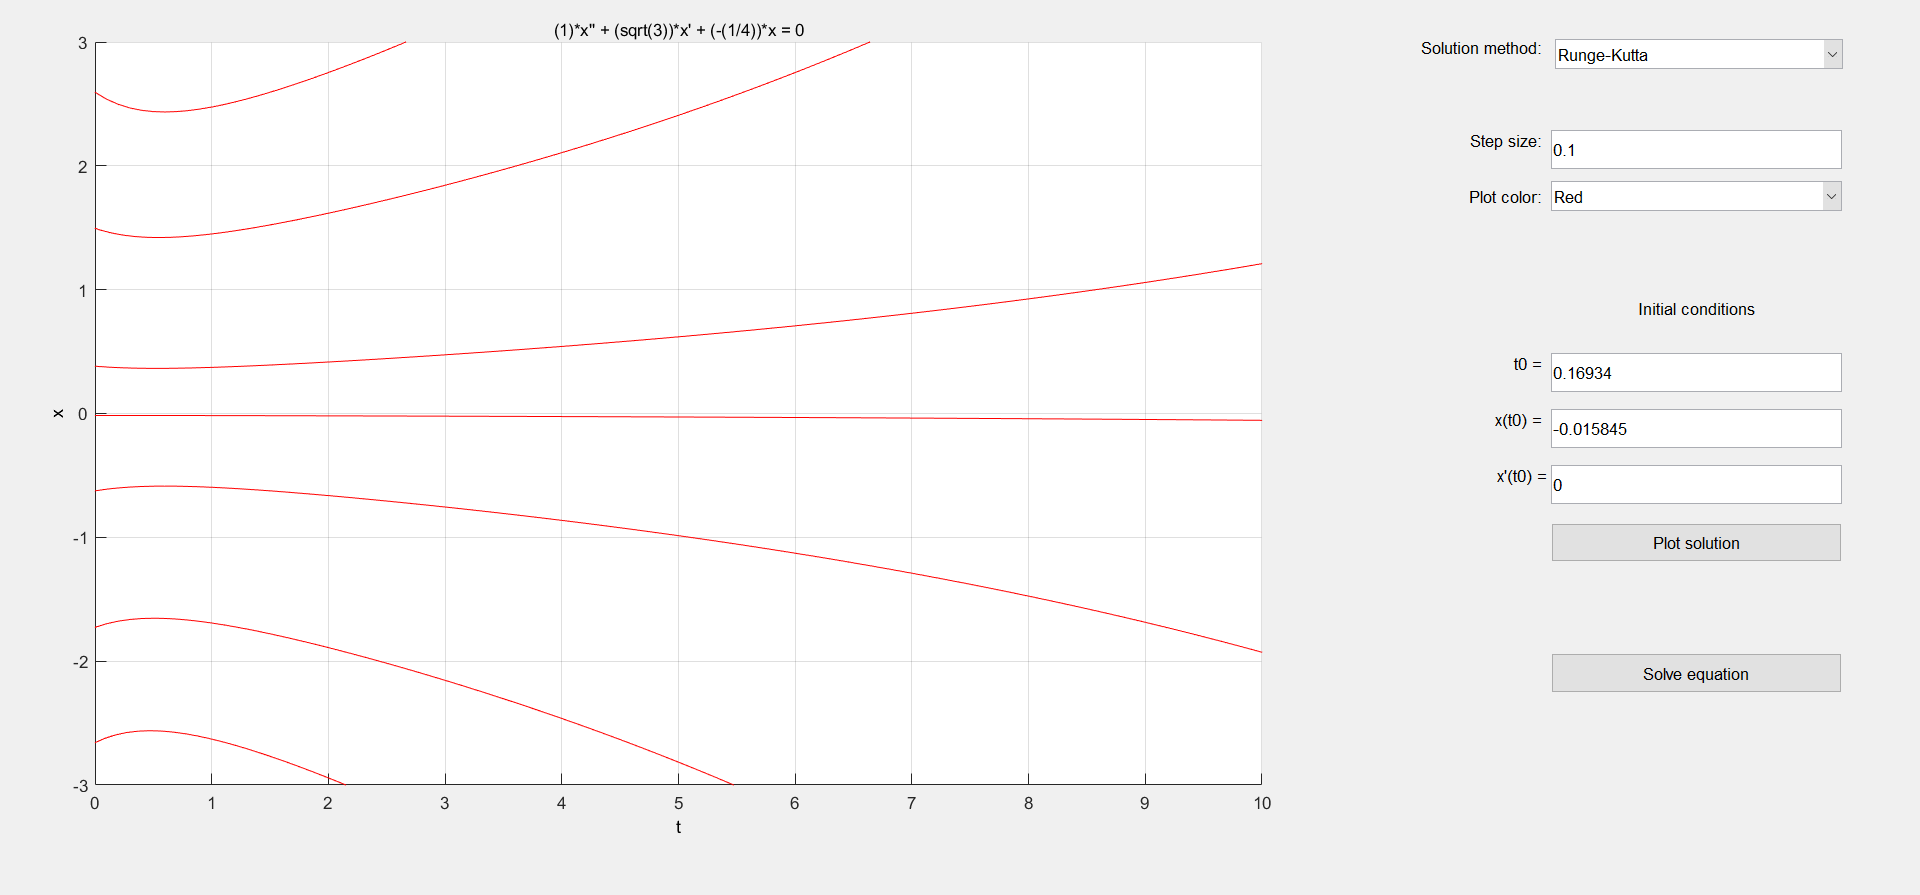 (1)*x'' + (sqrt(3))*x' + (-(1/4))*x = 0
3
2
1
0
-1
-2
-3
x
0 1 2 3 4 5 6 7 8 9 10
t
Solution method: Runge-Kutta
Step size: 0.1
Plot color: Red
Initial conditions
t0 = 0.16934
x(t0) = -0.015845
x'(t0) = 0
Plot solution
Solve equation